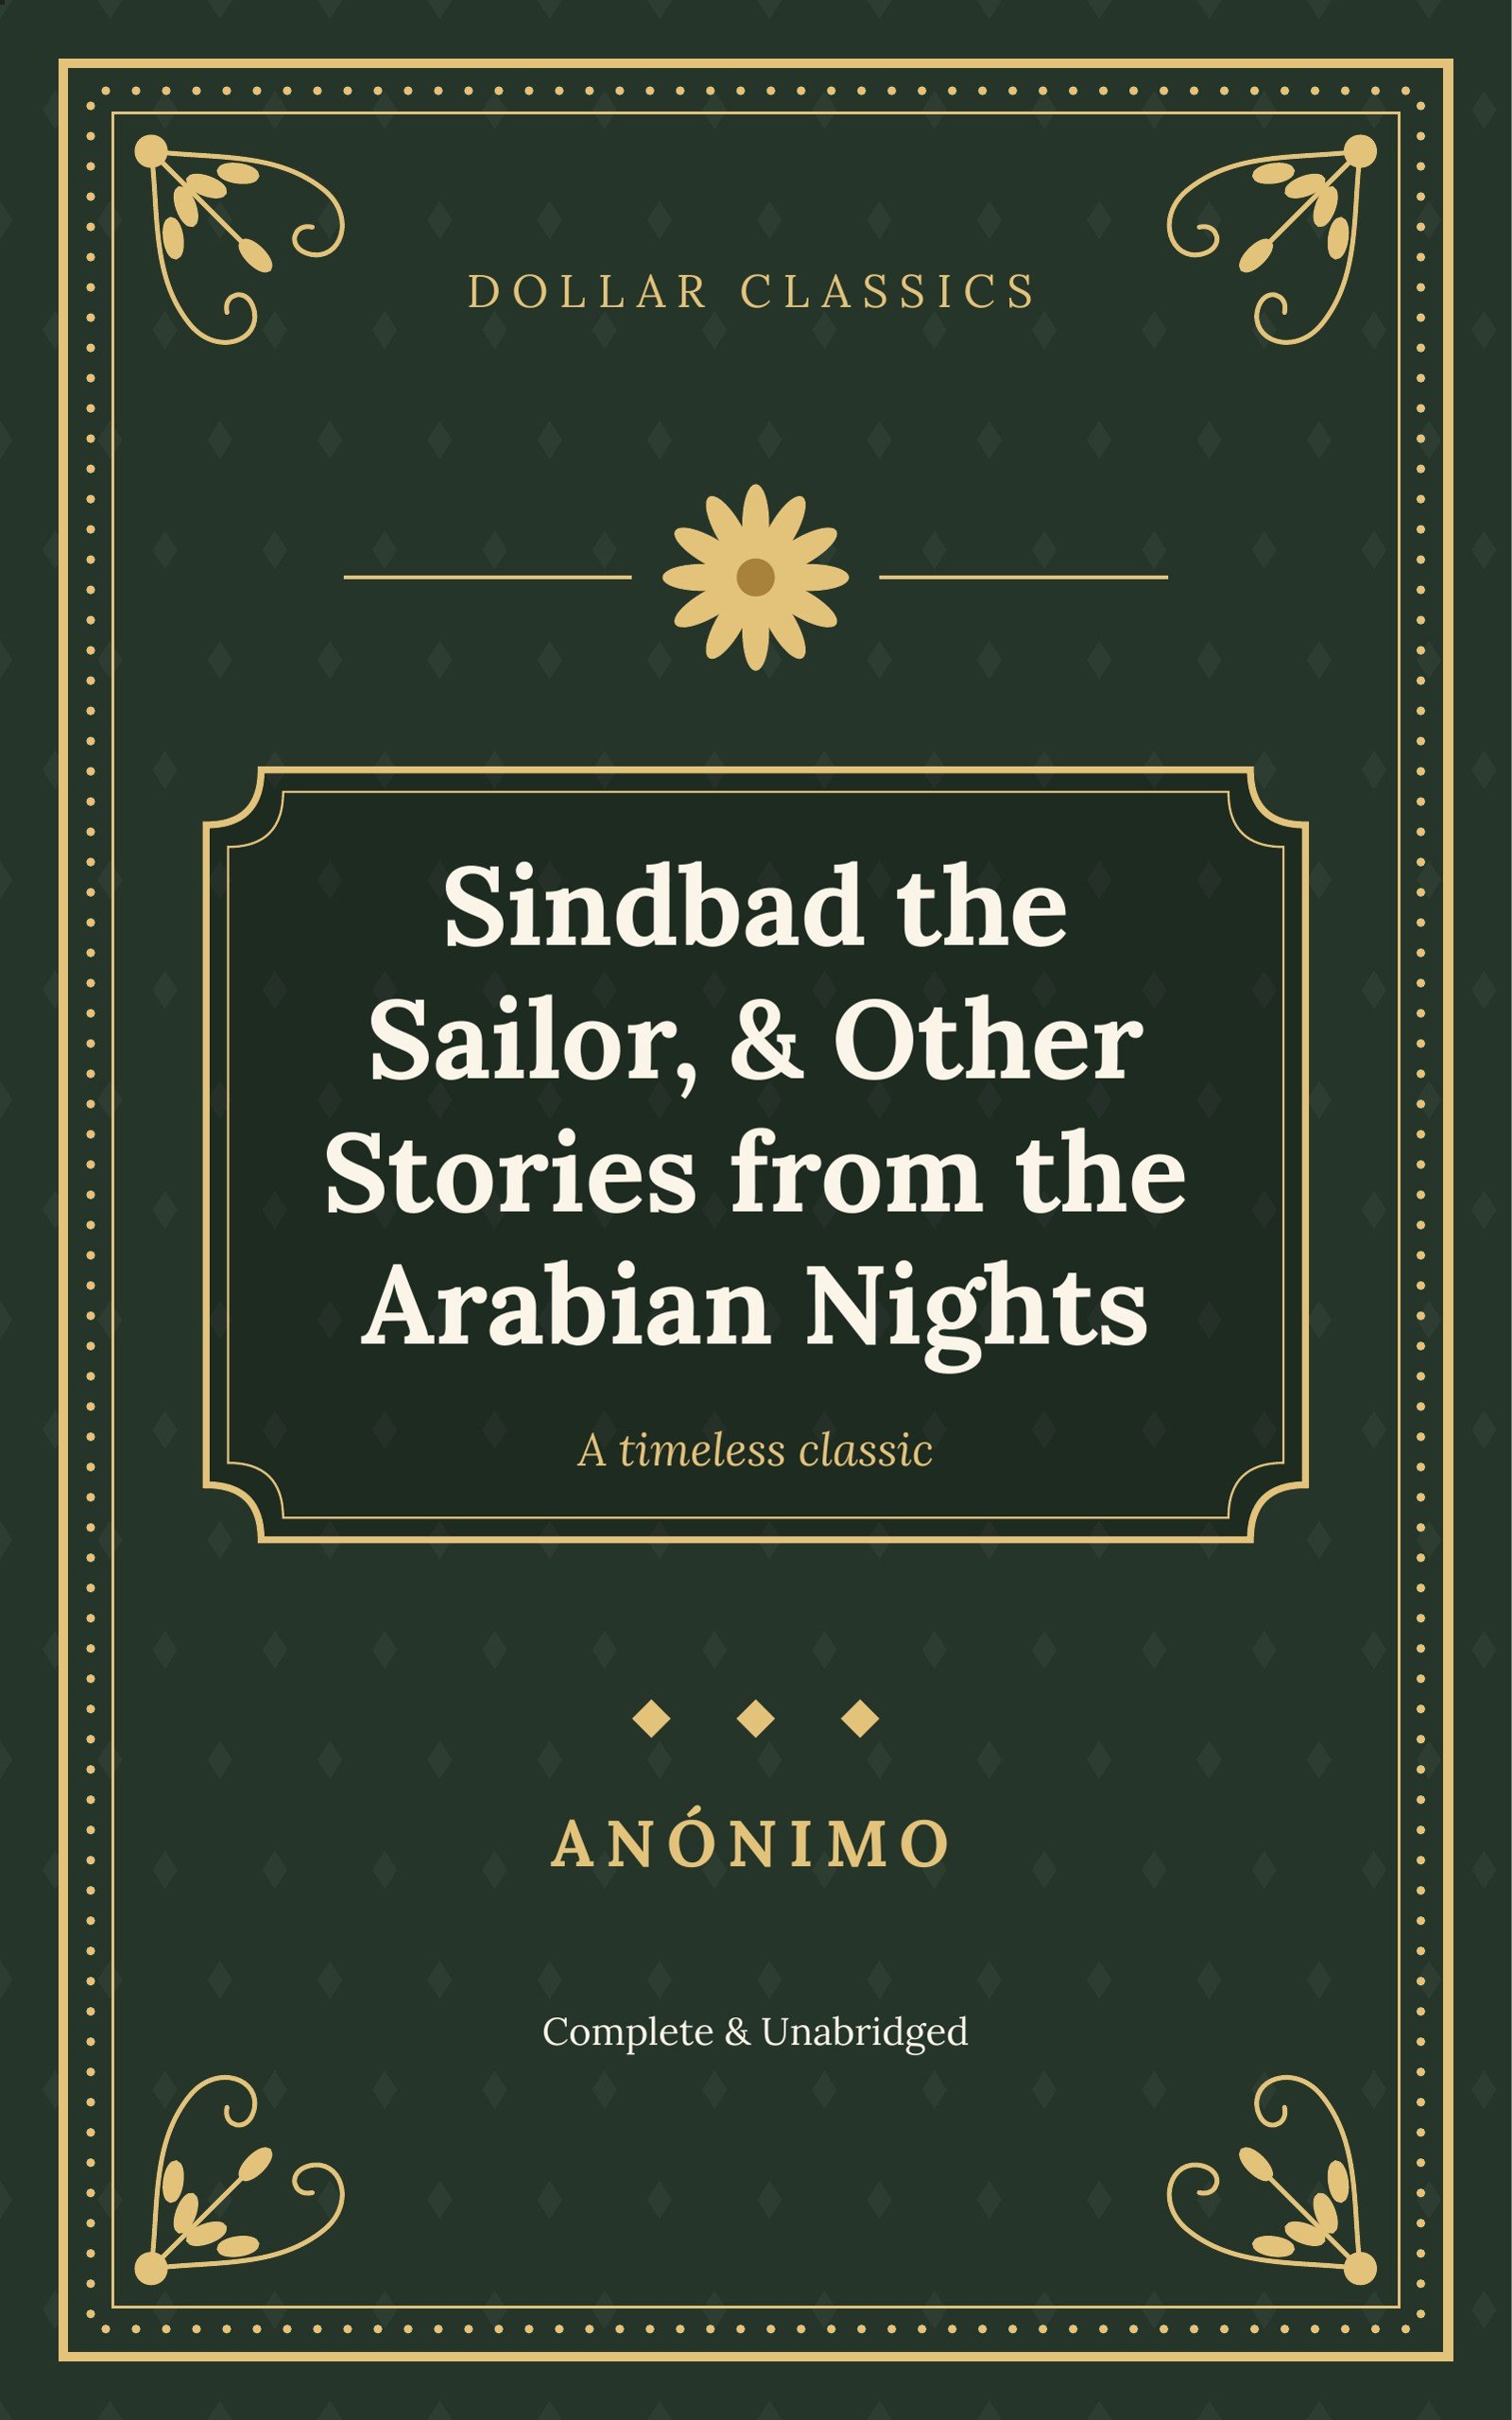 DOLLAR CLASSICS
Sindbad the
Sailor, & Other
Stories from the
Arabian Nights
A timeless classic
ANÓNIMO
Complete & Unabridged